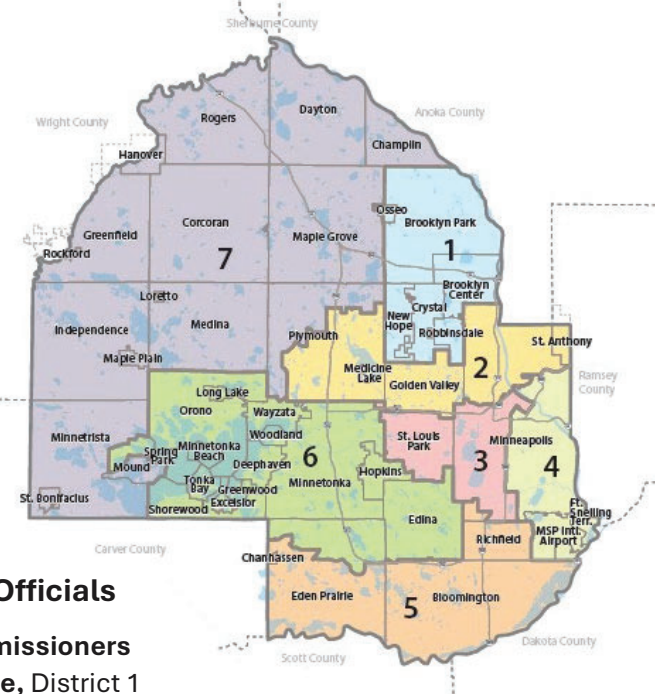 Sherburne County
Wright County
Anoka County
Rogers
Dayton
Champlin
Hanover
Osseo
Brooklyn Park
Corcoran
Greenfield
Maple Grove
7
1
Rockford
Brooklyn
Center
Loretto
Crystal
New
Hope
Robbinsdale
Independence
Medina
Plymouth
St. Anthony
Maple Plain
2
Medicine
Lake
Golden Valley
Ramsey
County
Long Lake
Orono
Wayzata
Minnetrista
Woodland
St. Louis
Park
Minneapolis
Spring
Park
Minnetonka
Beach
6
3
4
Mound
Deephaven
Hopkins
Tonka
Bay
Minnetonka
Greenwood
St. Bonifacius
Excelsior
Shorewood
Edina
Ft.
Snelling
Terr.
MSP Intl.
Airport
Richfield
Carver County
Chanhassen
Eden Prairie
5
Bloomington
Dakota County
Scott County
Officials
missioners
e, District 1